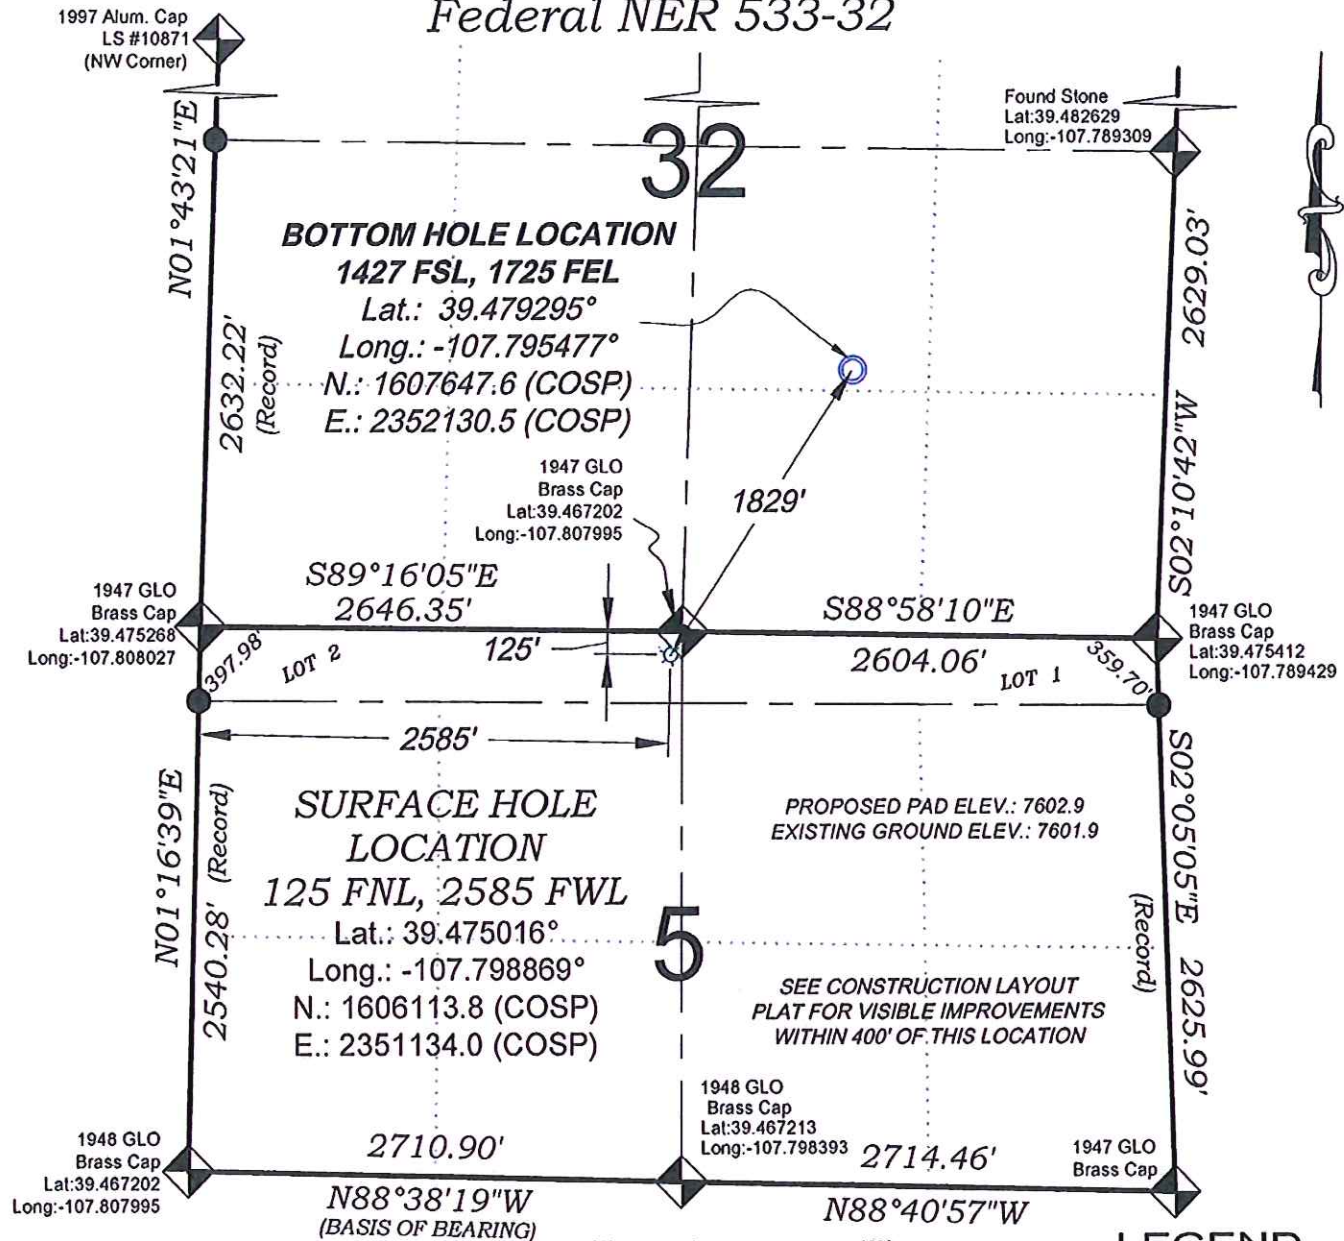 Federal NER 533-32
1997 Alum. Cap
LS #10871
(NW Corner)
Found Stone
Lat:39.482629
Long:-107.789309
32
N01°43'21"E
2632.22'
(Record)
BOTTOM HOLE LOCATION
1427 FSL, 1725 FEL
Lat.: 39.479295°
Long.: -107.795477°
N.: 1607647.6 (COSP)
E.: 2352130.5 (COSP)
2629.03'
S02°10'42"W
1947 GLO
Brass Cap
Lat:39.467202
Long:-107.807995
1829'
1947 GLO
Brass Cap
Lat:39.475268
Long:-107.808027
S89°16'05"E
2646.35'
S88°58'10"E
2604.06'
1947 GLO
Brass Cap
Lat:39.475412
Long:-107.789429
125'
397.98'
LOT 2
LOT 1
359.70'
2585'
N01°16'39"E
2540.28' (Record)
SURFACE HOLE
LOCATION
125 FNL, 2585 FWL
Lat.: 39.475016°
Long.: -107.798869°
N.: 1606113.8 (COSP)
E.: 2351134.0 (COSP)
5
PROPOSED PAD ELEV.: 7602.9
EXISTING GROUND ELEV.: 7601.9
SEE CONSTRUCTION LAYOUT
PLAT FOR VISIBLE IMPROVEMENTS
WITHIN 400' OF THIS LOCATION
S02°05'05"E 2625.99'
(Record)
1948 GLO
Brass Cap
Lat:39.467202
Long:-107.807995
2710.90'
N88°38'19"W
(BASIS OF BEARING)
1948 GLO
Brass Cap
Lat:39.467213
Long:-107.798393
2714.46'
N88°40'57"W
1947 GLO
Brass Cap
LEGEND